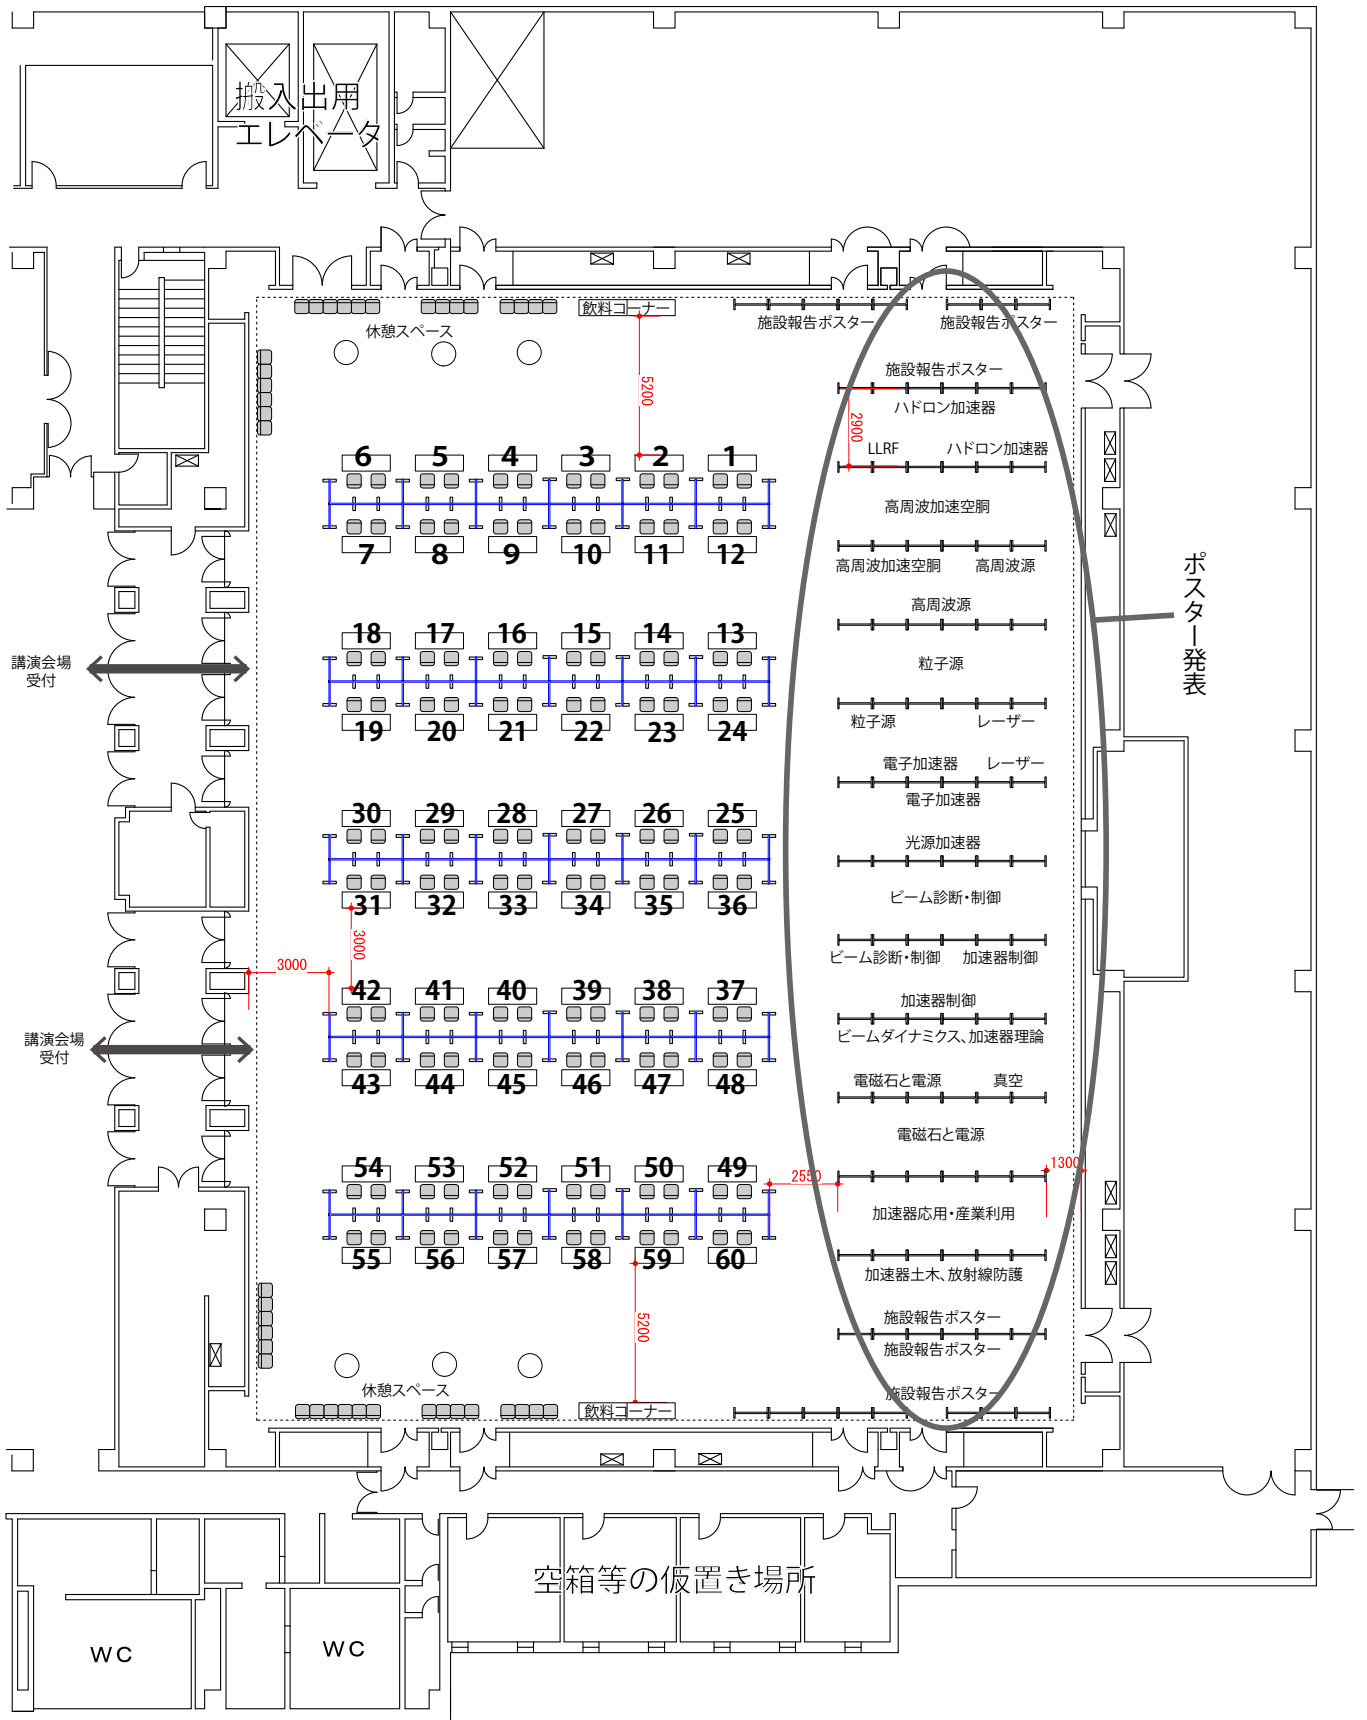 搬入出用
エレベータ
飲料コーナー
休憩スペース
施設報告ポスター
施設報告ポスター
施設報告ポスター
ハドロン加速器
5200
2900
LLRF
ハドロン加速器
6
5
4
3
2
1
高周波加速空胴
7
8
9
10
11
12
高周波加速空胴
高周波源
ポスター発表
高周波源
18
17
16
15
14
13
講演会場
受付
粒子源
19
20
21
22
23
24
粒子源
レーザー
電子加速器
レーザー
電子加速器
30
29
28
27
26
25
光源加速器
31
32
33
34
35
36
ビーム診断・制御
3000
3000
ビーム診断・制御
加速器制御
42
41
40
39
38
37
加速器制御
ビームダイナミクス、加速器理論
講演会場
受付
43
44
45
46
47
48
電磁石と電源
真空
電磁石と電源
54
53
52
51
50
49
2550
1300
加速器応用・産業利用
55
56
57
58
59
60
加速器土木、放射線防護
5200
施設報告ポスター
施設報告ポスター
休憩スペース
施設報告ポスター
飲料コーナー
空箱等の仮置き場所
WC
WC